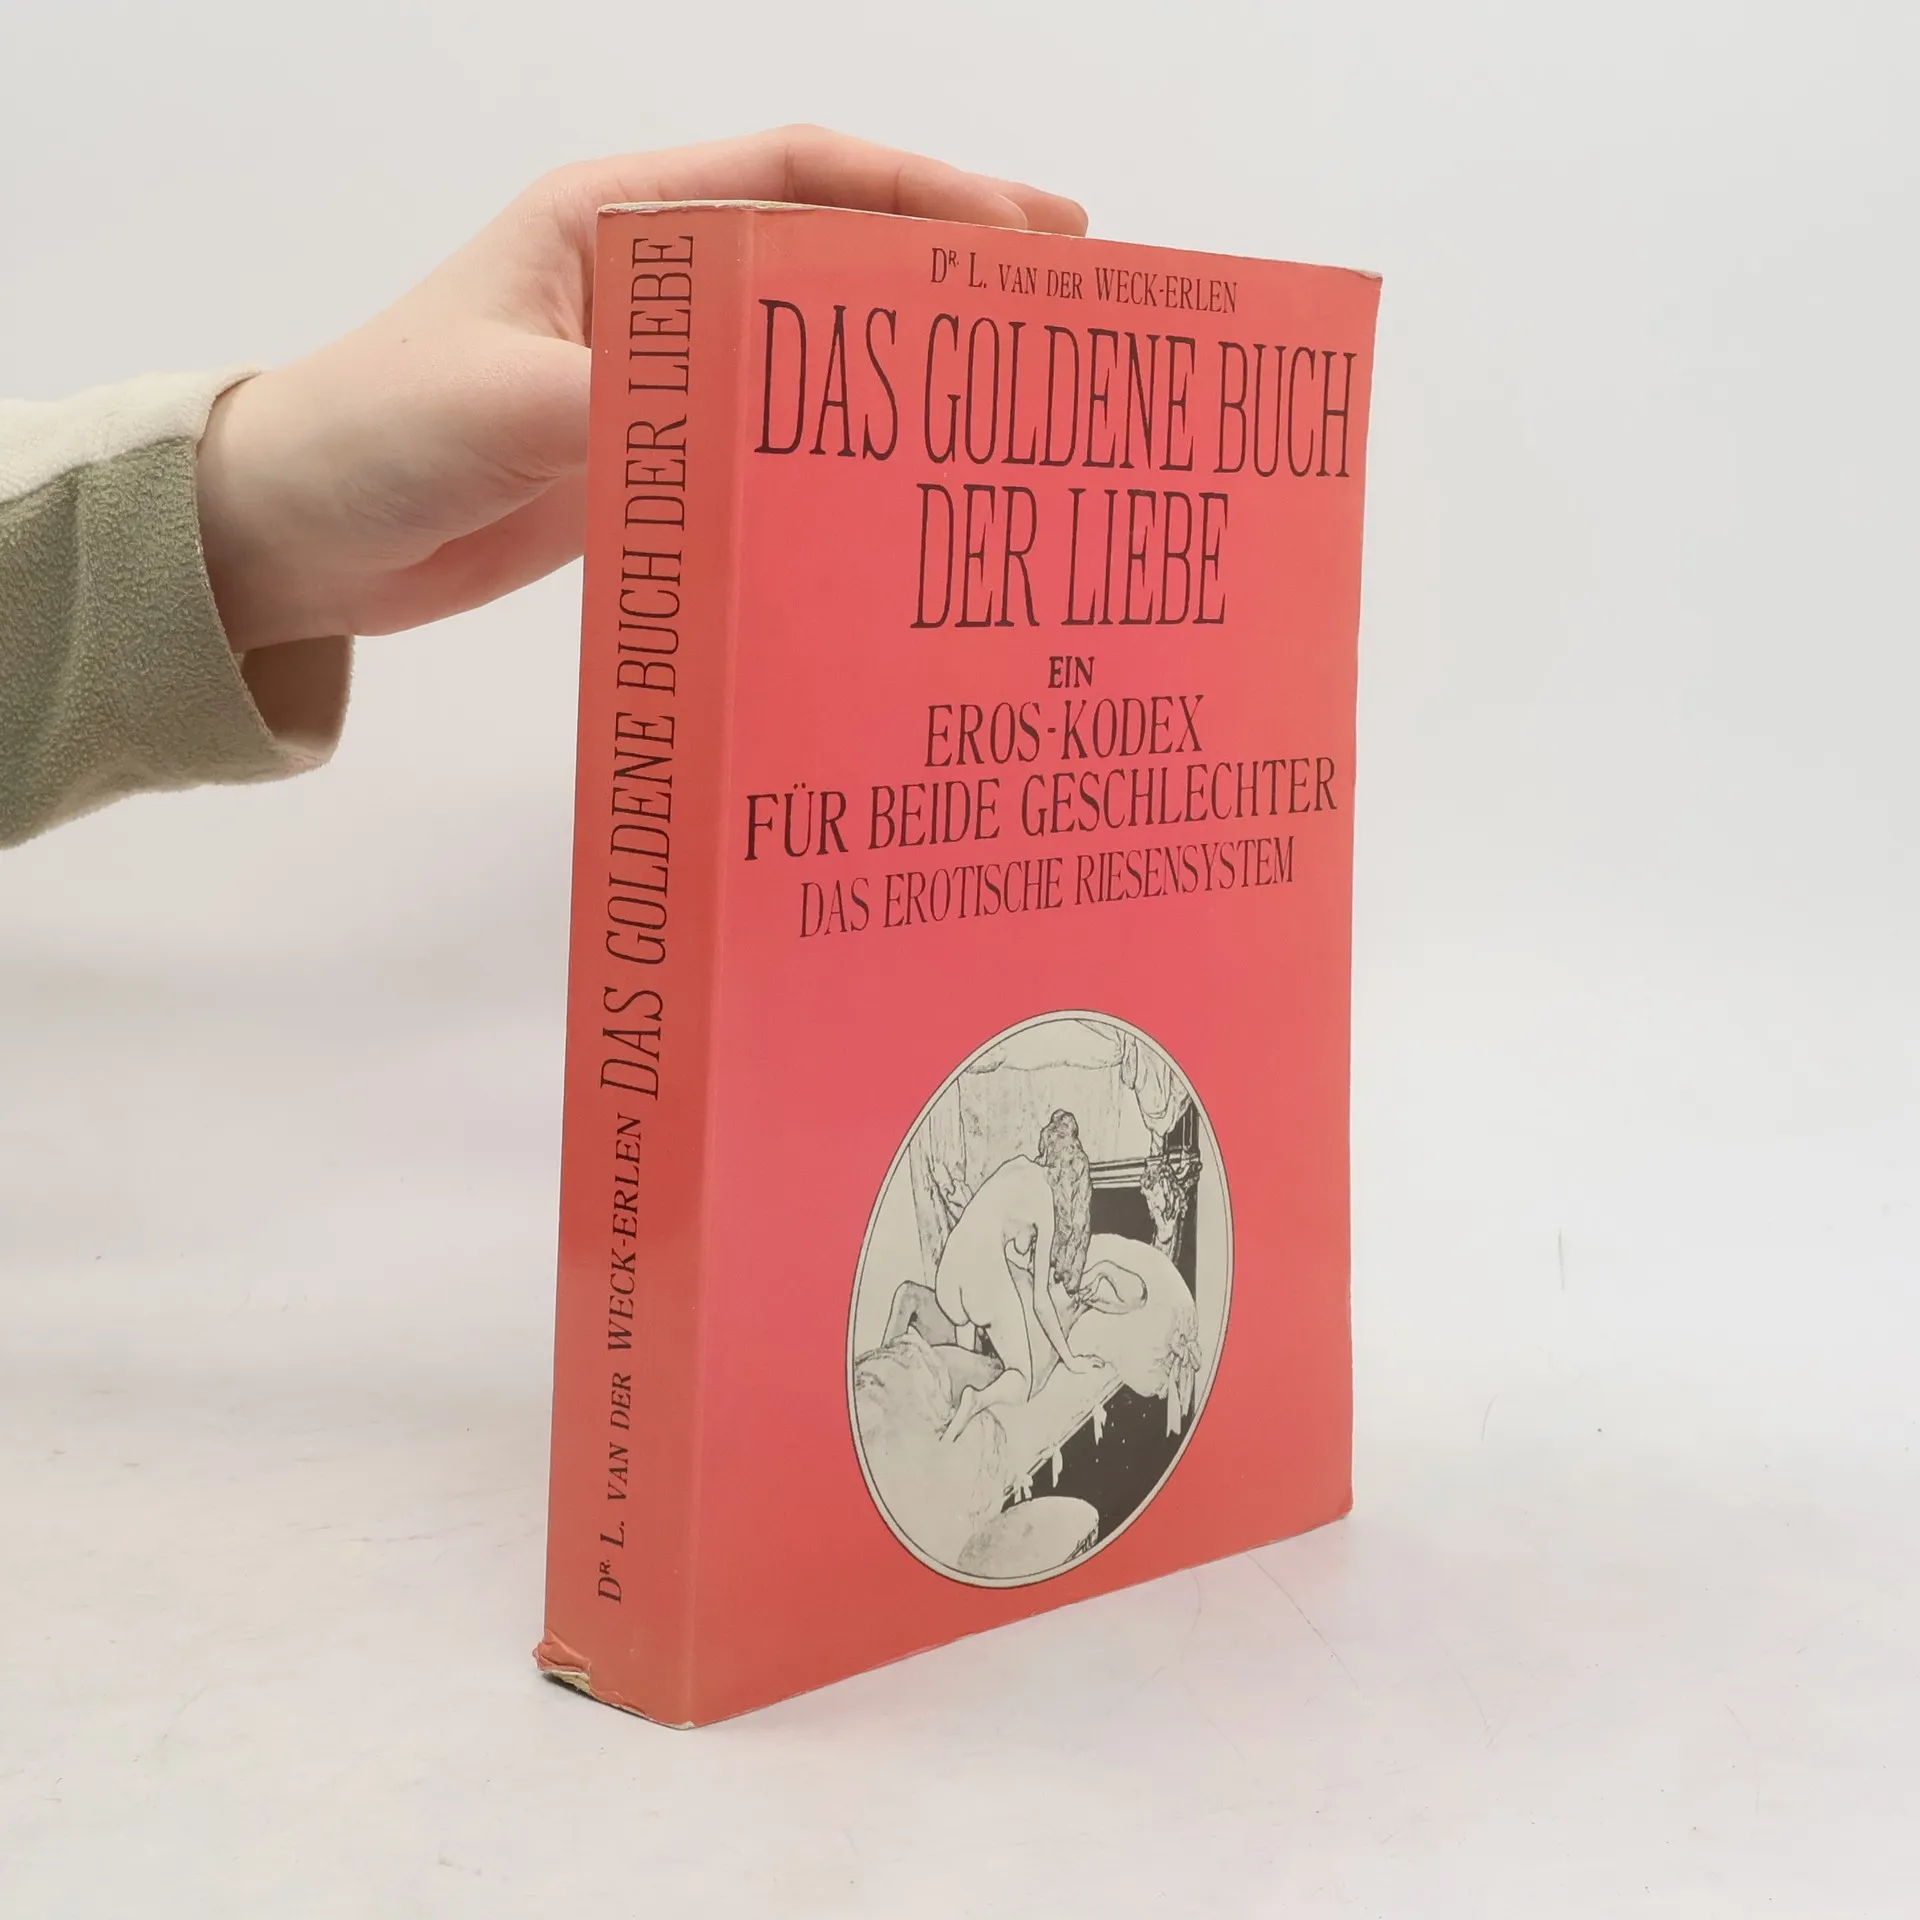 Dr. L. VAN DER WECK-ERLEN
DAS GOLDENE BUCH
DER LIEBE
EIN
EROS-KODEX
FÜR BEIDE GESCHLECHTER
DAS EROTISCHE RIESENSYSTEM
Dr. L. VAN DER WECK-ERLEN DAS GOLDENE BUCH DER LIEBE